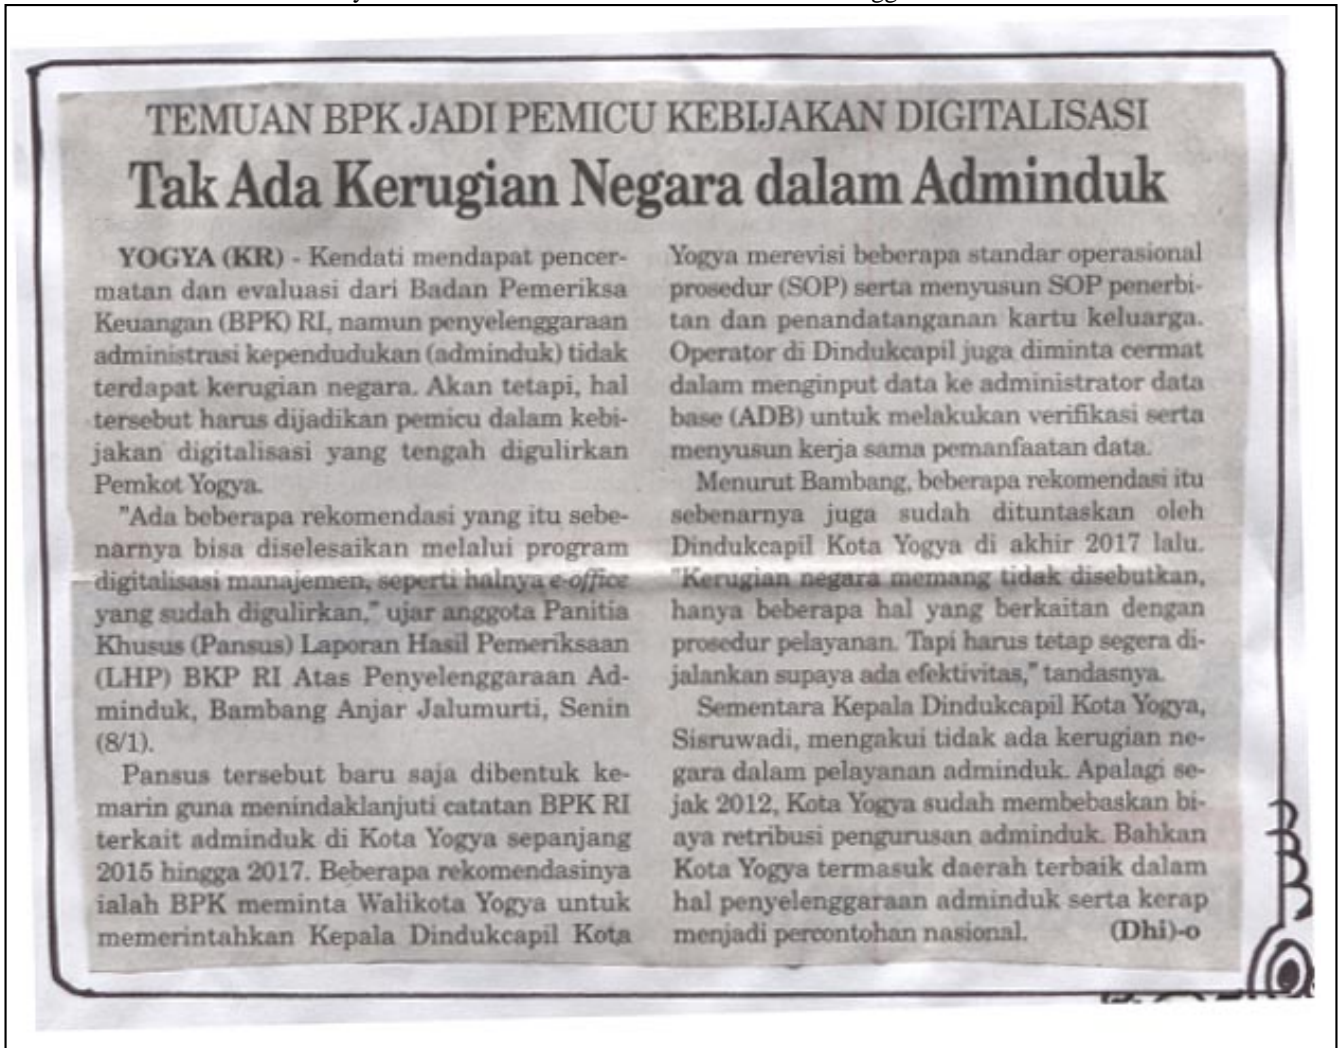 TEMUAN BPK JADI PEMICU KEBIJAKAN DIGITALISASI
Tak Ada Kerugian Negara dalam Adminduk
YOGYA (KR) - Kendati mendapat pencer-
matan dan evaluasi dari Badan Pemeriksa
Keuangan (BPK) RI, namun penyelenggaraan
administrasi kependudukan (adminduk) tidak
terdapat kerugian negara. Akan tetapi, hal
tersebut harus dijadikan pemicu dalam kebi-
jakan digitalisasi yang tengah digulirkan
Pemkot Yogya.
"Ada beberapa rekomendasi yang itu sebe-
narnya bisa diselesaikan melalui program
digitalisasi manajemen, seperti halnya e-office
yang sudah digulirkan," ujar anggota Panitia
Khusus (Pansus) Laporan Hasil Pemeriksaan
(LHP) BKP RI Atas Penyelenggaraan Ad-
minduk, Bambang Anjar Jalumurti, Senin
(8/1).
Pansus tersebut baru saja dibentuk ke-
marin guna menindaklanjuti catatan BPK RI
terkait adminduk di Kota Yogya sepanjang
2015 hingga 2017. Beberapa rekomendasinya
ialah BPK meminta Walikota Yogya untuk
memerintahkan Kepala Dindukcapil Kota
Yogya merevisi beberapa standar operasional
prosedur (SOP) serta menyusun SOP penerbi-
tan dan penandatanganan kartu keluarga.
Operator di Dindukcapil juga diminta cermat
dalam menginput data ke administrator data
base (ADB) untuk melakukan verifikasi serta
menyusun kerja sama pemanfaatan data.
Menurut Bambang, beberapa rekomendasi itu
sebenarnya juga sudah dituntaskan oleh
Dindukcapil Kota Yogya di akhir 2017 lalu.
"Kerugian negara memang tidak disebutkan,
hanya beberapa hal yang berkaitan dengan
prosedur pelayanan. Tapi harus tetap segera di-
jalankan supaya ada efektivitas," tandasnya.
Sementara Kepala Dindukcapil Kota Yogya,
Sisruwadi, mengakui tidak ada kerugian ne-
gara dalam pelayanan adminduk. Apalagi se-
jak 2012, Kota Yogya sudah membebaskan bi-
aya retribusi pengurusan adminduk. Bahkan
Kota Yogya termasuk daerah terbaik dalam
hal penyelenggaraan adminduk serta kerap
menjadi percontohan nasional. (Dhi)-o